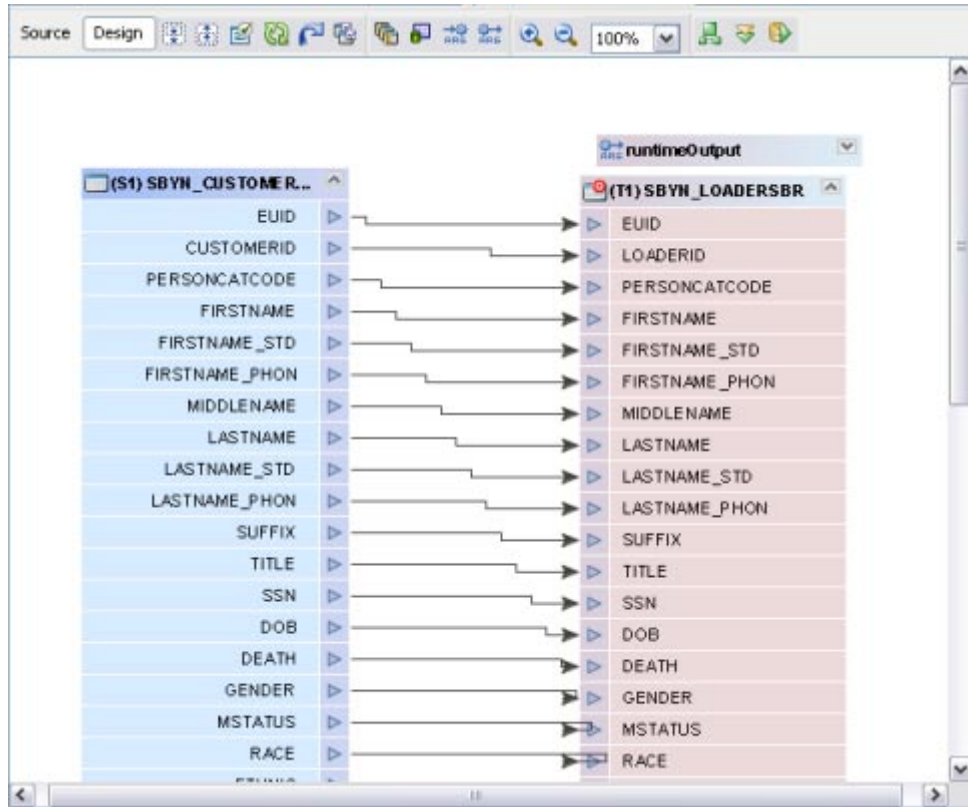 Source Design 100%
runtimeOutput
(S1) SBYN_CUSTOMER...
(T1) SBYN_LOADERSBR
EUID EUID
CUSTOMERID LOADERID
PERSONCATCODE PERSONCATCODE
FIRSTNAME FIRSTNAME
FIRSTNAME_STD FIRSTNAME_STD
FIRSTNAME_PHON FIRSTNAME_PHON
MIDDLENAME MIDDLENAME
LASTNAME LASTNAME
LASTNAME_STD LASTNAME_STD
LASTNAME_PHON LASTNAME_PHON
SUFFIX SUFFIX
TITLE TITLE
SSN SSN
DOB DOB
DEATH DEATH
GENDER GENDER
MSTATUS MSTATUS
RACE RACE